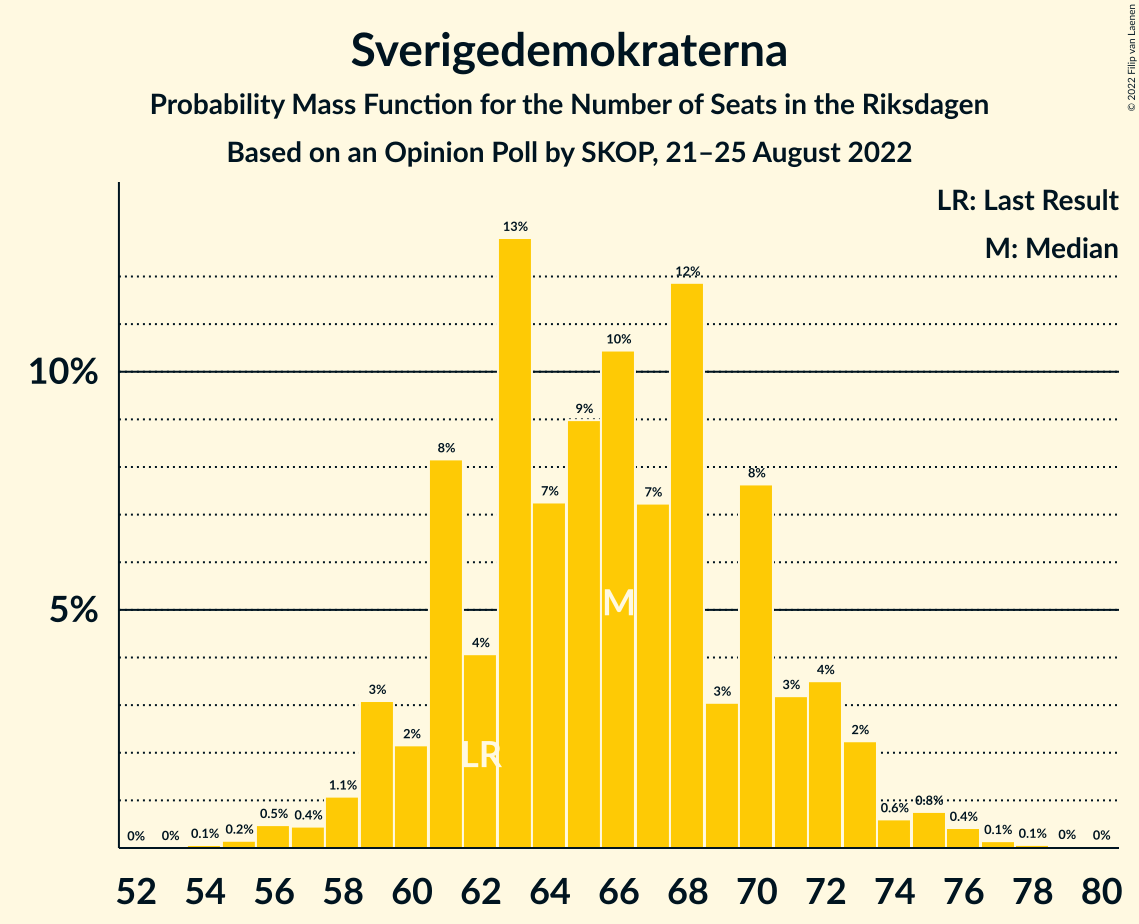 Sverigedemokraterna
Probability Mass Function for the Number of Seats in the Riksdagen
Based on an Opinion Poll by SKOP, 21–25 August 2022
© 2022 Filip van Laenen
LR: Last Result
M: Median
10%
5%
0% 0% 0.1% 0.2% 0.5% 0.4% 1.1% 3% 2% 8% 4% 13% 7% 9% 10% 7% 12% 3% 8% 3% 4% 2% 0.6% 0.8% 0.4% 0.1% 0.1% 0% 0%
LR
M
52 54 56 58 60 62 64 66 68 70 72 74 76 78 80